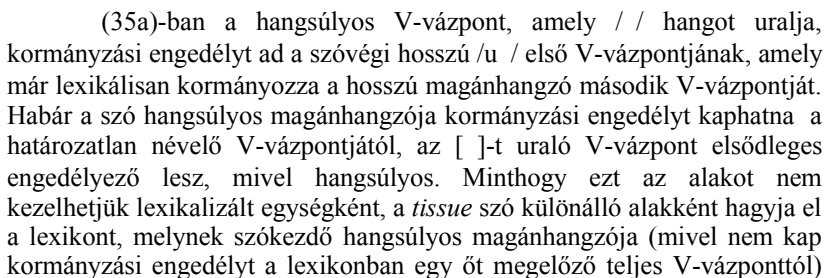 (35a)-ban a hangsúlyos V-vázpont, amely / / hangot uralja,
kormányzási engedélyt ad a szóvégi hosszú /u / első V-vázpontjának, amely
már lexikálisan kormányozza a hosszú magánhangzó második V-vázpontját.
Habár a szó hangsúlyos magánhangzója kormányzási engedélyt kaphatna a
határozatlan névelő V-vázpontjától, az [ ]-t uraló V-vázpont elsődleges
engedélyező lesz, mivel hangsúlyos. Minthogy ezt az alakot nem
kezelhetjük lexikalizált egységként, a tissue szó különálló alakként hagyja el
a lexikont, melynek szókezdő hangsúlyos magánhangzója (mivel nem kap
kormányzási engedélyt a lexikonban egy őt megelőző teljes V-vázponttól)